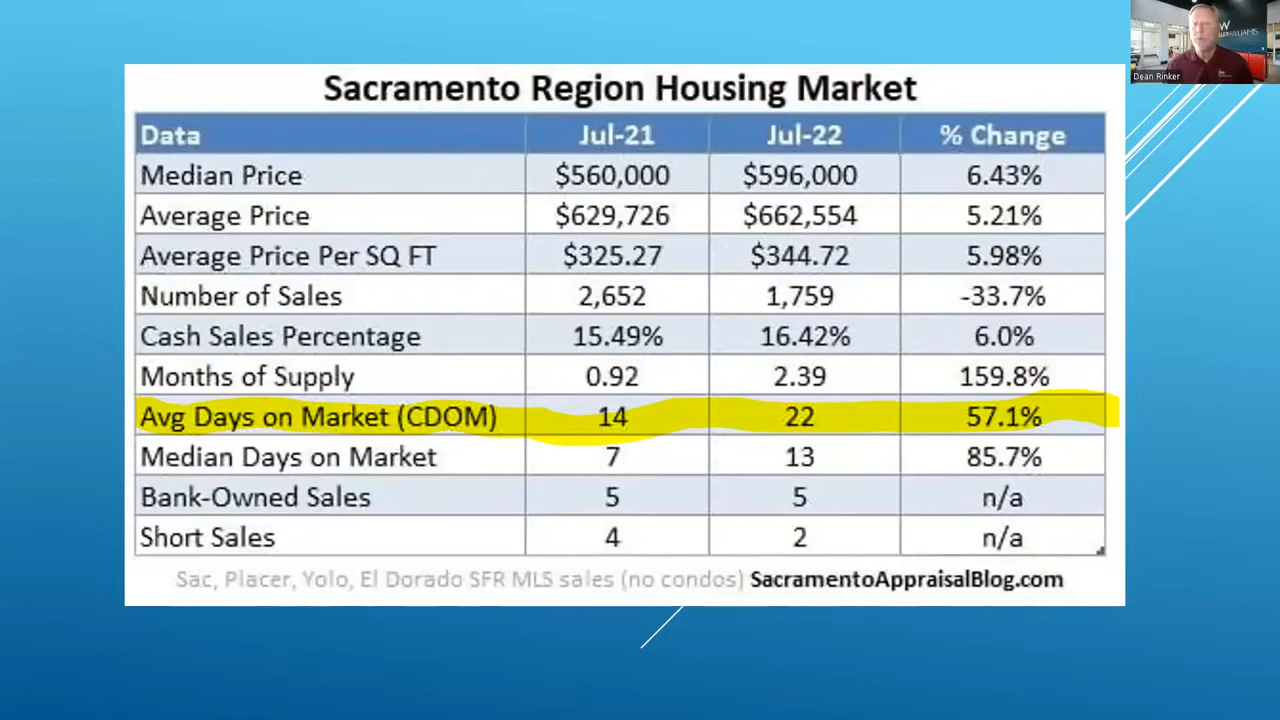 Sacramento Region Housing Market
Data Jul-21 Jul-22 % Change
Median Price $560,000 $596,000 6.43%
Average Price $629,726 $662,554 5.21%
Average Price Per SQ FT $325.27 $344.72 5.98%
Number of Sales 2,652 1,759 -33.7%
Cash Sales Percentage 15.49% 16.42% 6.0%
Months of Supply 0.92 2.39 159.8%
Avg Days on Market (CDOM) 14 22 57.1%
Median Days on Market 7 13 85.7%
Bank-Owned Sales 5 5 n/a
Short Sales 4 2 n/a
Sac, Placer, Yolo, El Dorado SFR MLS sales (no condos) SacramentoAppraisalBlog.com
Dean Rinker